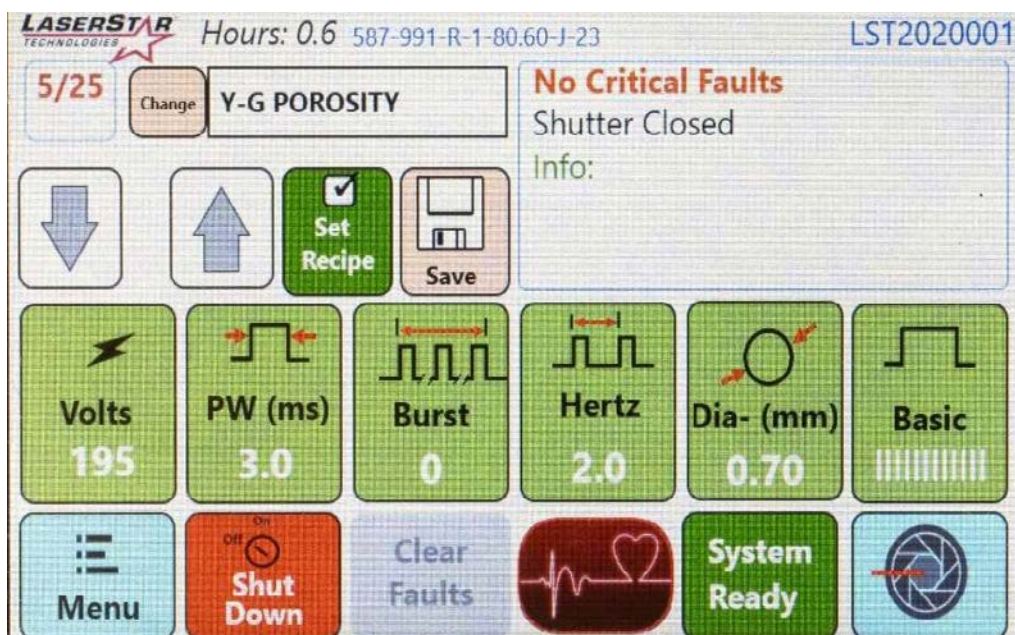 LASERSTAR
TECHNOLOGIES
Hours: 0.6 587-991-R-1-80.60-J-23
LST2020001
5/25
Change
Y-G POROSITY
No Critical Faults
Shutter Closed
Info:
Set
Recipe
Save
Volts
195
PW (ms)
3.0
Burst
0
Hertz
2.0
Dia- (mm)
0.70
Basic
Menu
On
Off
Shut
Down
Clear
Faults
System
Ready